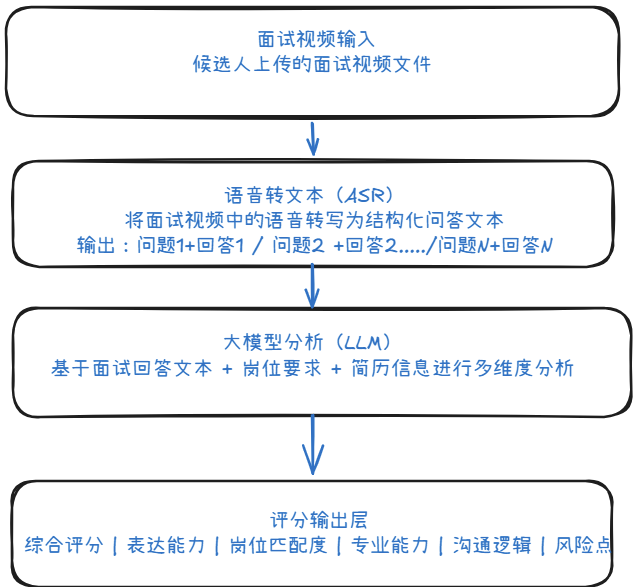 面试视频输入
候选人上传的面试视频文件
语音转文本（ASR）
将面试视频中的语音转写为结构化问答文本
输出：问题1+回答1 / 问题2 +回答2...../问题N+回答N
大模型分析（LLM）
基于面试回答文本 + 岗位要求 + 简历信息进行多维度分析
评分输出层
综合评分 | 表达能力 | 岗位匹配度 | 专业能力 | 沟通逻辑 | 风险点